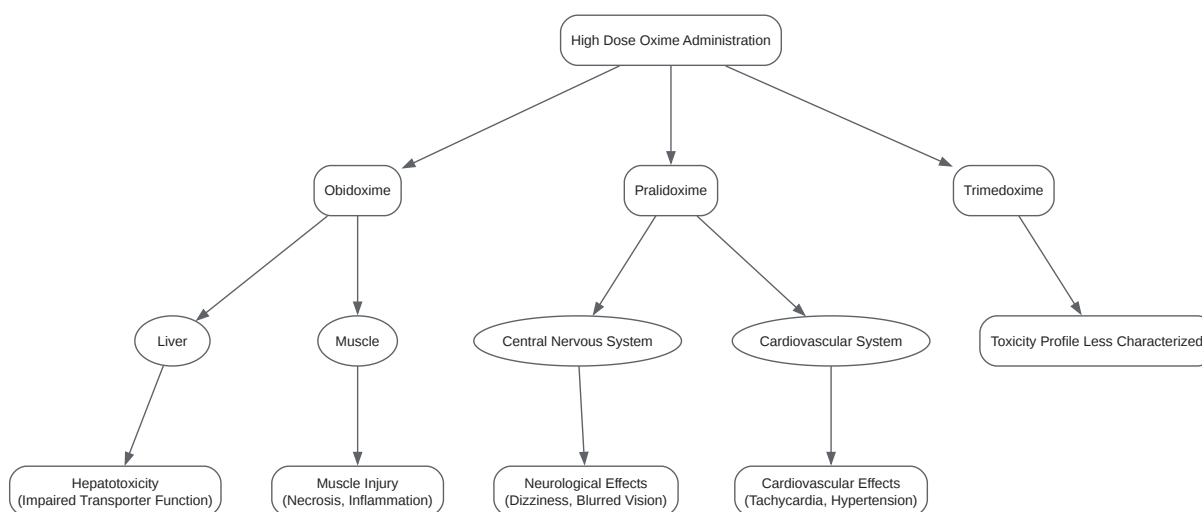 High Dose Oxime Administration
Obidoxime
Pralidoxime
Trimedoxime
Liver
Muscle
Central Nervous System
Cardiovascular System
Toxicity Profile Less Characterized
Hepatotoxicity
(Impaired Transporter Function)
Muscle Injury
(Necrosis, Inflammation)
Neurological Effects
(Dizziness, Blurred Vision)
Cardiovascular Effects
(Tachycardia, Hypertension)